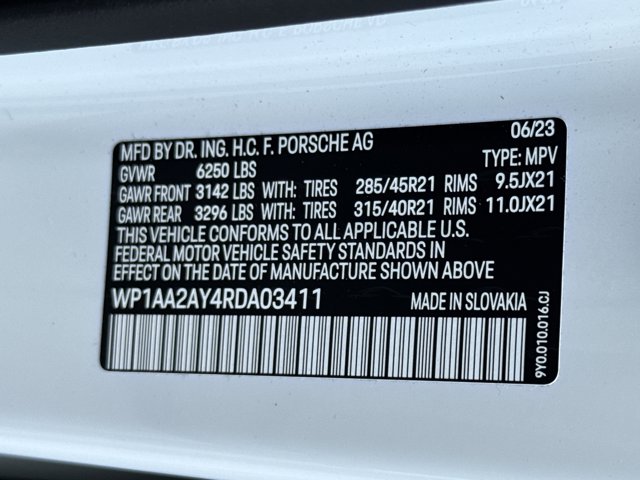 06/23
MFD BY DR. ING. H.C. F. PORSCHE AG
GVWR 6250 LBS TYPE: MPV
GAWR FRONT 3142 LBS WITH: TIRES 285/45R21 RIMS 9.5JX21
GAWR REAR 3296 LBS WITH: TIRES 315/40R21 RIMS 11.0JX21
THIS VEHICLE CONFORMS TO ALL APPLICABLE U.S.
FEDERAL MOTOR VEHICLE SAFETY STANDARDS IN
EFFECT ON THE DATE OF MANUFACTURE SHOWN ABOVE
WP1AA2AY4RDA03411 MADE IN SLOVAKIA
9Y0.010.016.CJ